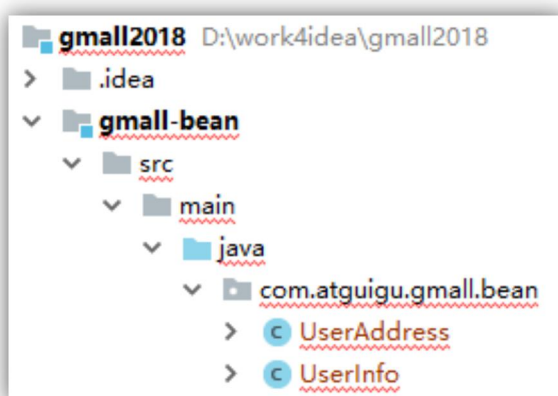 gmall2018 D:\work4idea\gmall2018
.idea
gmall-bean
src
main
java
com.atguigu.gmall.bean
C UserAddress
C UserInfo